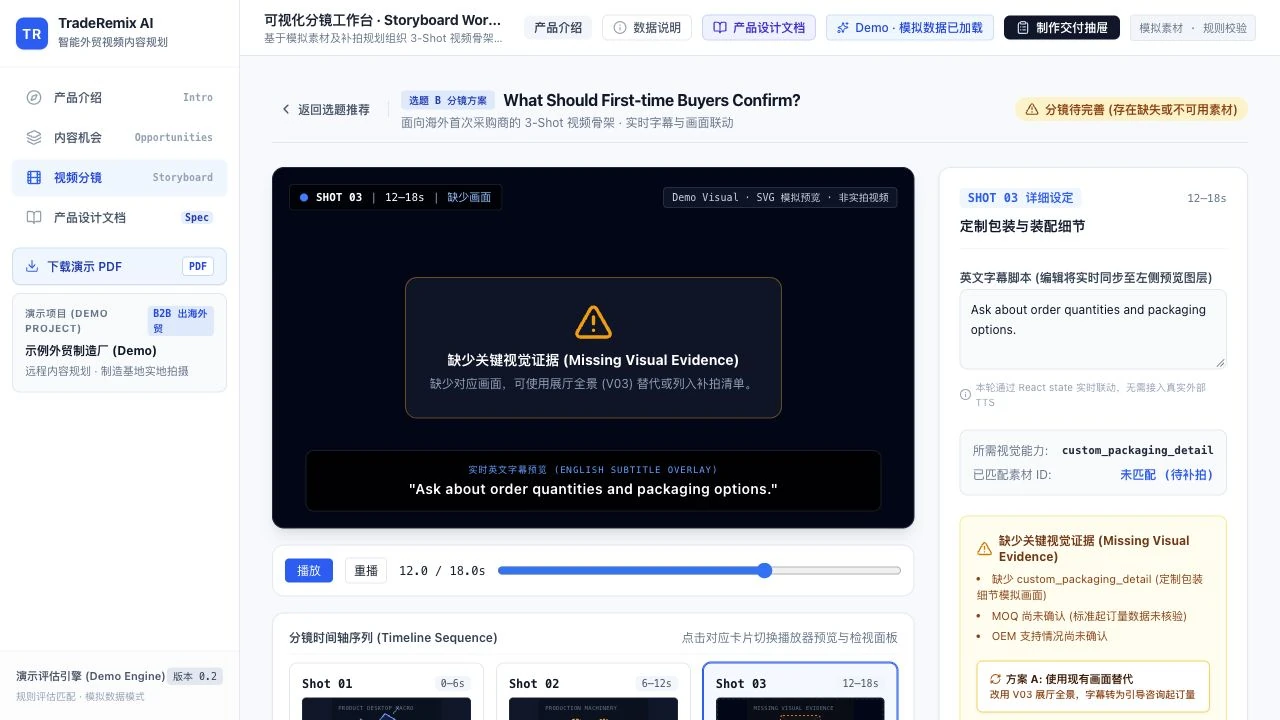 TR
TradeRemix AI
智能外贸视频内容规划
产品介绍 Intro
内容机会 Opportunities
视频分镜 Storyboard
产品设计文档 Spec
下载演示 PDF PDF
演示项目 (DEMO PROJECT)
B2B 出海外贸
示例外贸制造厂 (Demo)
远程内容规划 · 制造基地实地拍摄
演示评估引擎 (Demo Engine) 版本 0.2
规则评估匹配 · 模拟数据模式
可视化分镜工作台 · Storyboard Wor...
基于模拟素材及补拍规划组织 3-Shot 视频骨架...
产品介绍
数据说明
产品设计文档
Demo · 模拟数据已加载
制作交付抽屉
模拟素材 · 规则校验
返回选题推荐
选题 B 分镜方案 What Should First-time Buyers Confirm?
面向海外首次采购商的 3-Shot 视频骨架 · 实时字幕与画面联动
分镜待完善 (存在缺失或不可用素材)
SHOT 03 | 12–18s | 缺少画面
Demo Visual · SVG 模拟预览 · 非实拍视频
缺少关键视觉证据 (Missing Visual Evidence)
缺少对应画面，可使用展厅全景 (V03) 替代或列入补拍清单。
实时英文字幕预览 (ENGLISH SUBTITLE OVERLAY)
"Ask about order quantities and packaging options."
播放 重播 12.0 / 18.0s
分镜时间轴序列 (Timeline Sequence) 点击对应卡片切换播放器预览与检视面板
Shot 01 0–6s
PRODUCT DESKTOP MACRO
Shot 02 6–12s
PRODUCTION MACHINERY
Shot 03 12–18s
MISSING VISUAL EVIDENCE
SHOT 03 详细设定 12–18s
定制包装与装配细节
英文字幕脚本 (编辑将实时同步至左侧预览图层)
Ask about order quantities and packaging
options.
本轮通过 React state 实时联动、无需接入真实外部
TTS
所需视觉能力: custom_packaging_detail
已匹配素材 ID: 未匹配 (待补拍)
缺少关键视觉证据 (Missing Visual
Evidence)
• 缺少 custom_packaging_detail (定制包装
细节模拟画面)
• MOQ 尚未确认 (标准起订量数据未核验)
• OEM 支持情况尚未确认
方案 A: 使用现有画面替代
改用 V03 展厅全景，字幕转为引导咨询起订量